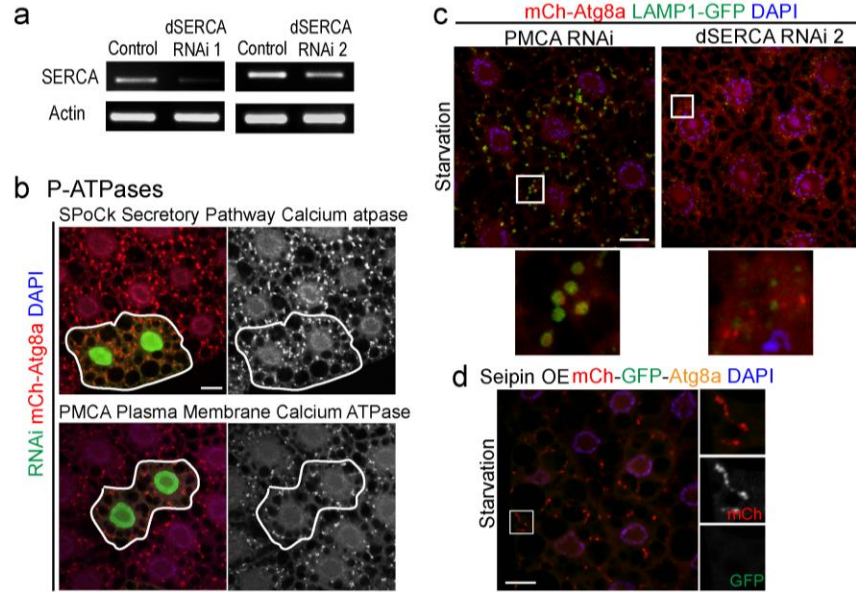 a
Control dSERCA RNAi 1
Control dSERCA RNAi 2
SERCA
Actin
b P-ATPases
SPoCk Secretory Pathway Calcium atpase
RNAi mCh-Atg8a DAPI
PMCA Plasma Membrane Calcium ATPase
c mCh-Atg8a LAMP1-GFP DAPI
PMCA RNAi dSERCA RNAi 2
Starvation
d Seipin OE mCh-GFP-Atg8a DAPI
Starvation
mCh
GFP